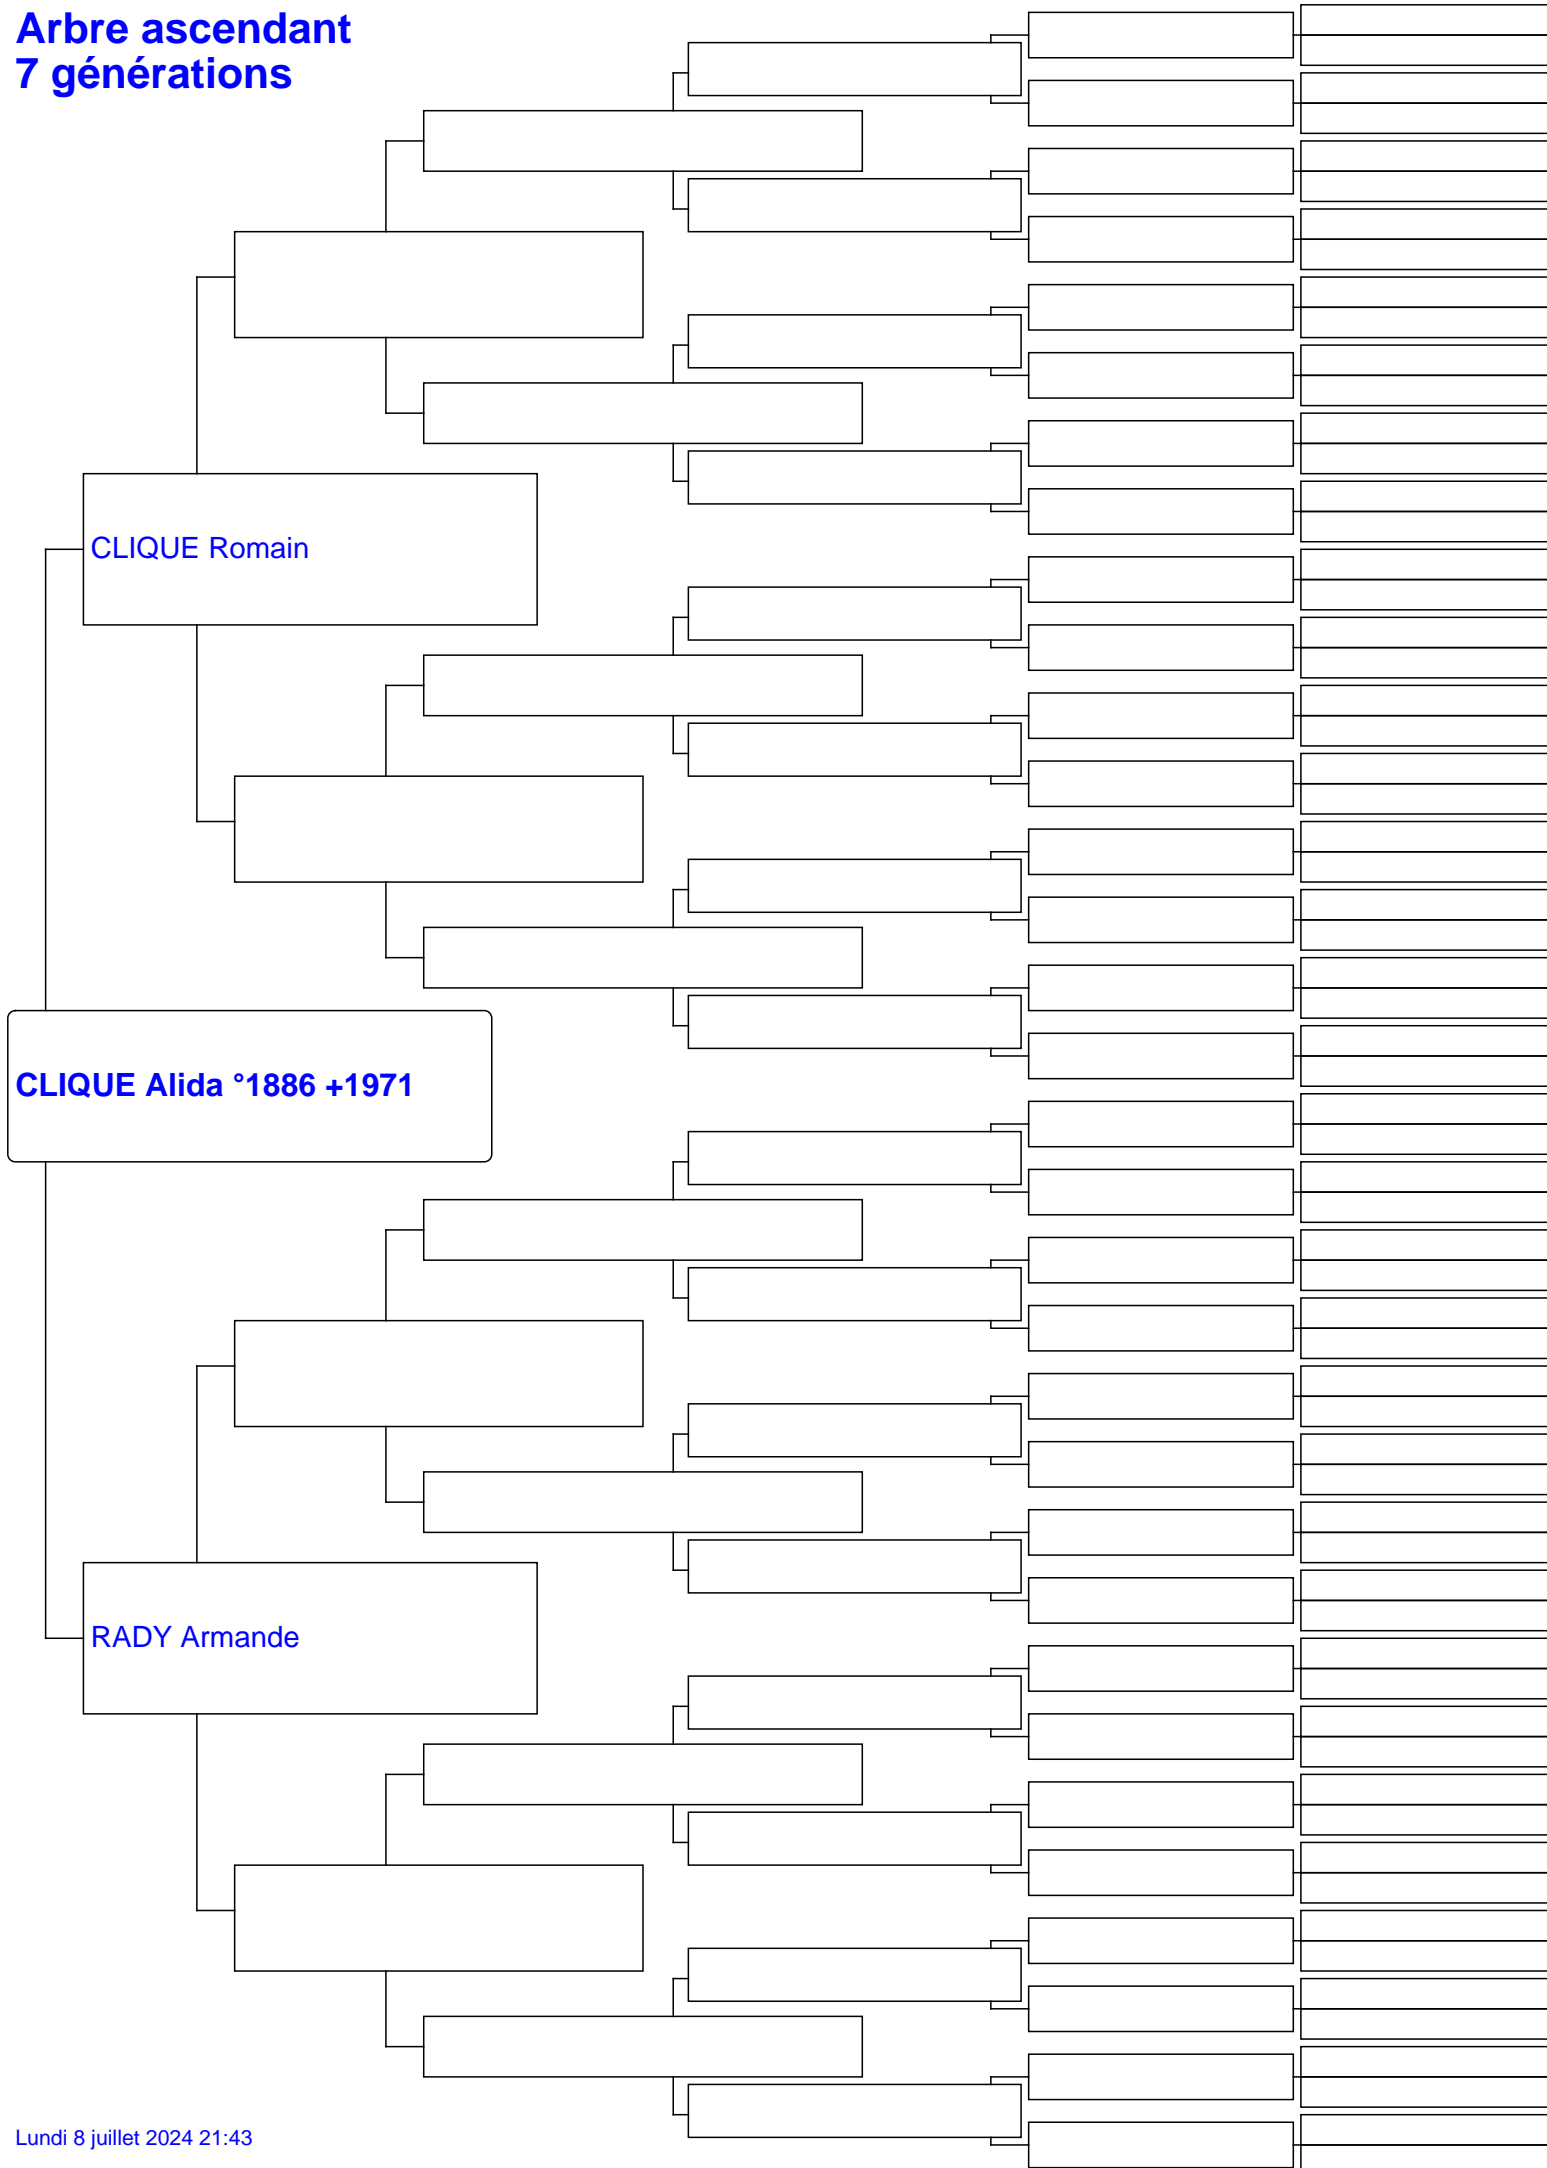 Arbre ascendant
7 générations
CLIQUE Romain
CLIQUE Alida °1886 +1971
RADY Armande
Lundi 8 juillet 2024 21:43